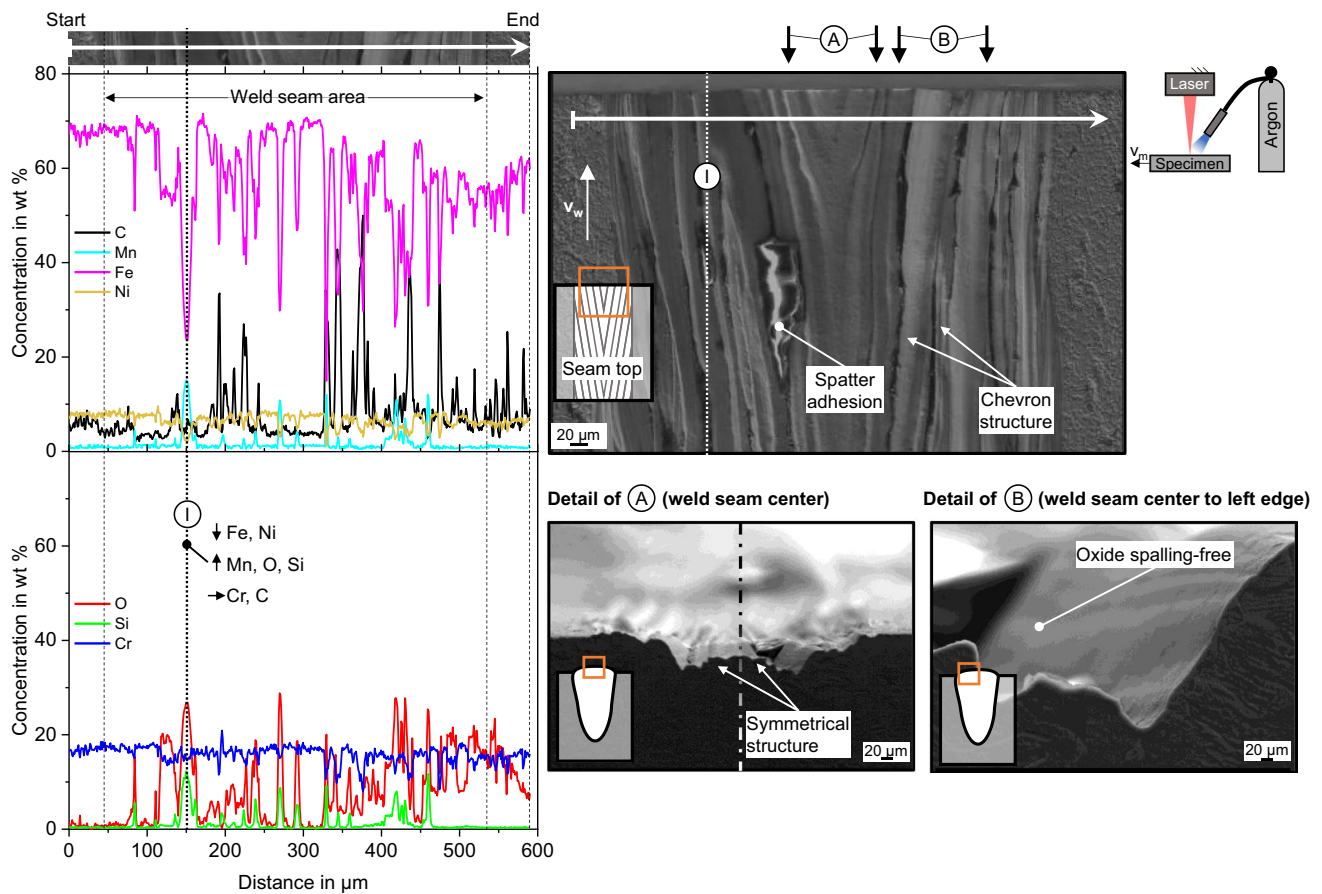 Start
End
80
60
40
20
0
Concentration in wt %
Weld seam area
C
Mn
Fe
Ni
60
40
20
0
Concentration in wt %
I
↓ Fe, Ni
↑ Mn, O, Si
→ Cr, C
O
Si
Cr
0 100 200 300 400 500 600
Distance in µm
A
B
I
v_w
Seam top
20 µm
Spatter
adhesion
Chevron
structure
Laser
v_m
Specimen
Argon
Detail of A (weld seam center)
Symmetrical
structure
20 µm
Detail of B (weld seam center to left edge)
Oxide spalling-free
20 µm